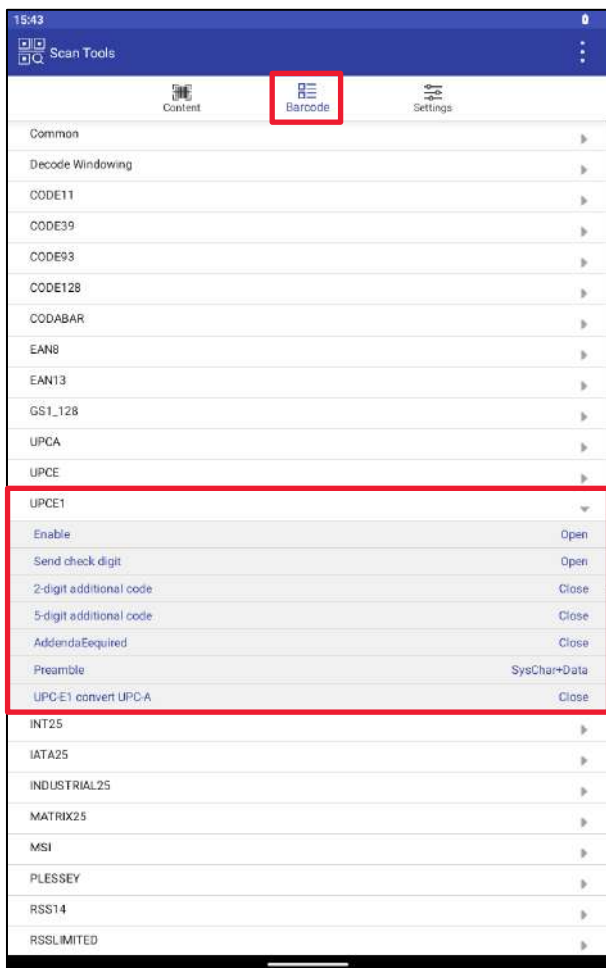 15:43
Scan Tools
Content Barcode Settings
Common
Decode Windowing
CODE11
CODE39
CODE93
CODE128
CODABAR
EAN8
EAN13
GS1_128
UPCA
UPCE
UPCE1
Enable Open
Send check digit Open
2-digit additional code Close
5-digit additional code Close
AddendaEequired Close
Preamble SysChar+Data
UPC-E1 convert UPC-A Close
INT25
IATA25
INDUSTRIAL25
MATRIX25
MSI
PLESSEY
RSS14
RSSLIMITED